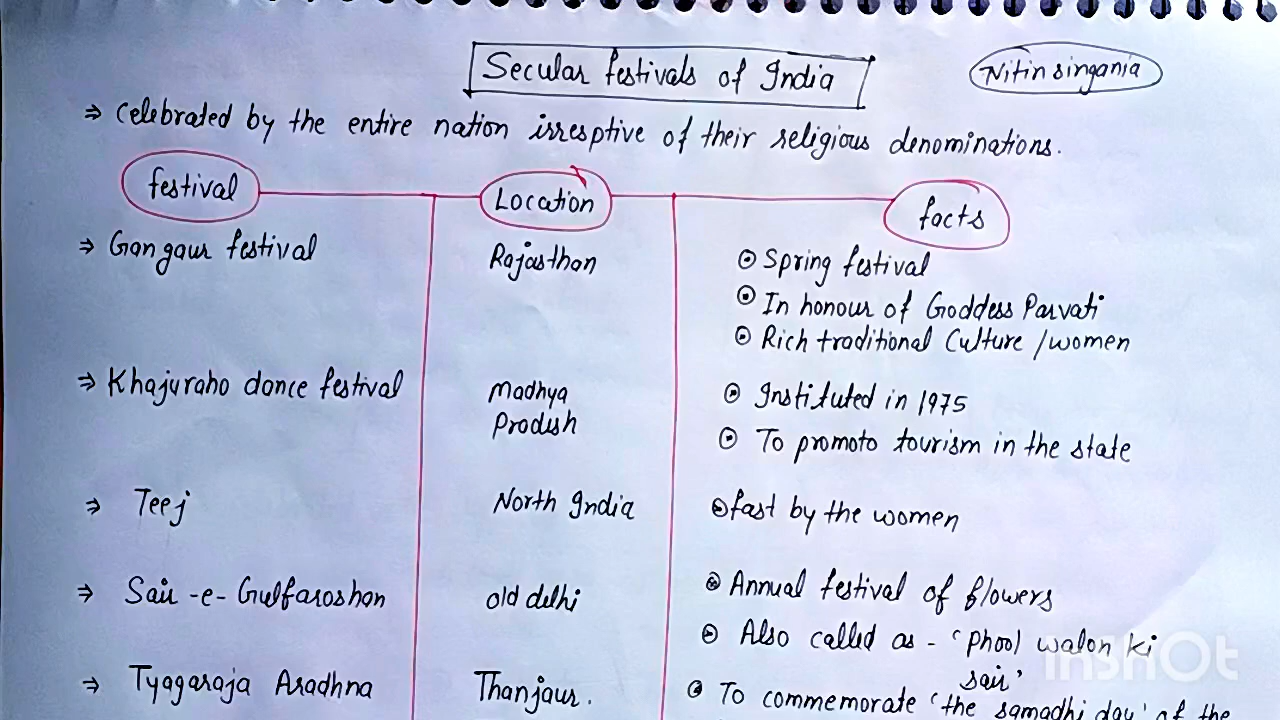 Secular festivals of India
Nitin singania
⇒ Celebrated by the entire nation irresptive of their religious denominations.
festival
Location
facts
⇒ Gangaur festival
Rajasthan
⊙ Spring festival
⊙ In honour of Goddess Parvati
⊙ Rich traditional Culture / women
⇒ Khajuraho dance festival
Madhya
Pradesh
⊙ Instituted in 1975
⊙ To promoto tourism in the state
⇒ Teej
North India
⊙ fast by the women
⇒ Sair -e- Gulfaroshan
old delhi
⊙ Annual festival of flowers
⊙ Also called as - 'Phool walon ki
sair'
⇒ Tyagaraja Aradhna
Thanjaur.
⊙ To commemorate 'the samadhi day' of the
InShOt